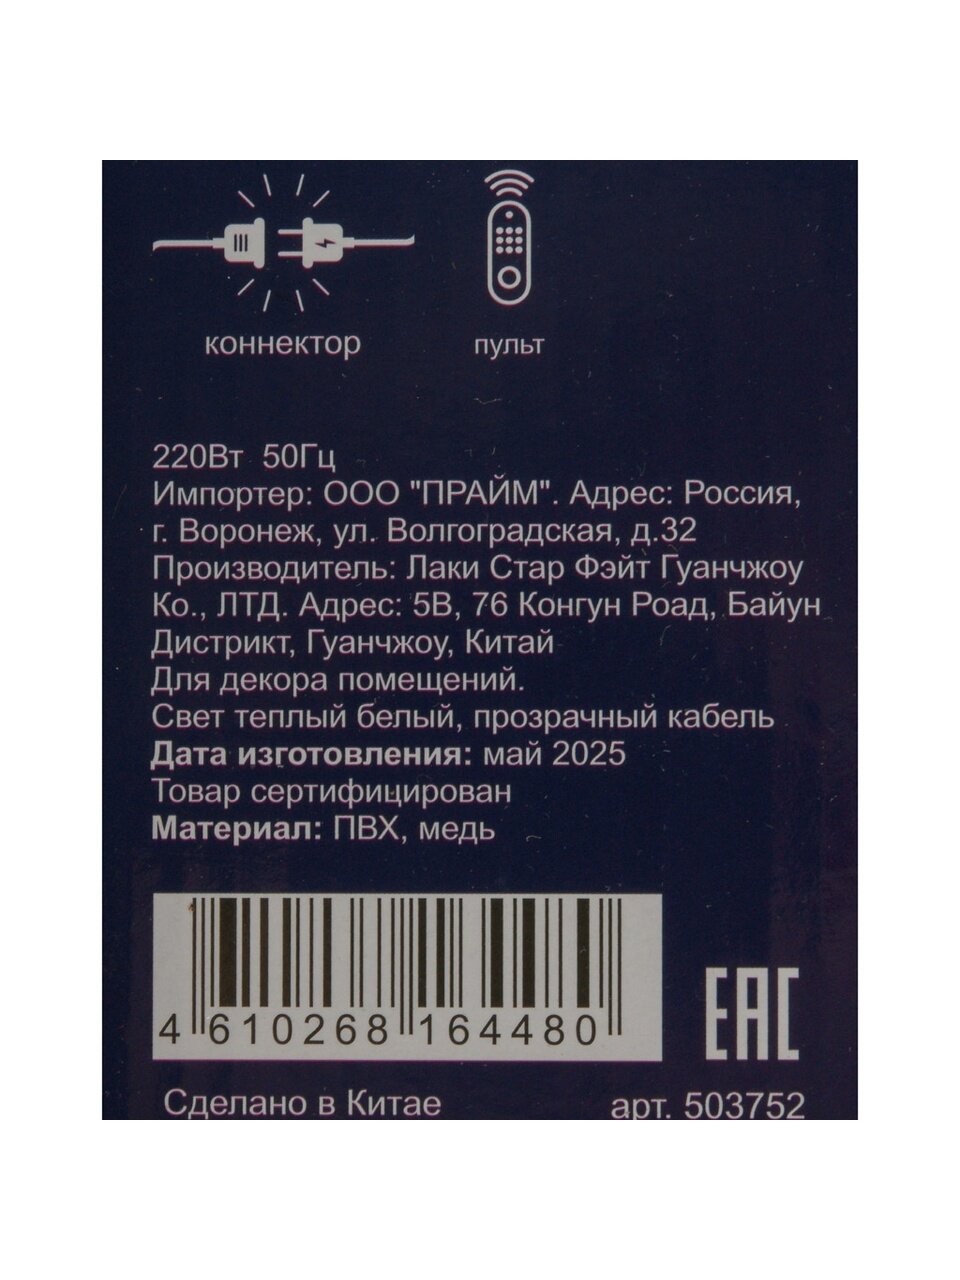 коннектор пульт
220Вт 50Гц
Импортер: ООО "ПРАЙМ". Адрес: Россия,
г. Воронеж, ул. Волгоградская, д.32
Производитель: Лаки Стар Фэйт Гуанчжоу
Ко., ЛТД. Адрес: 5В, 76 Конгун Роад, Байун
Дистрикт, Гуанчжоу, Китай
Для декора помещений.
Свет теплый белый, прозрачный кабель
Дата изготовления: май 2025
Товар сертифицирован
Материал: ПВХ, медь
4 610268 164480
EAC
Сделано в Китае арт. 503752